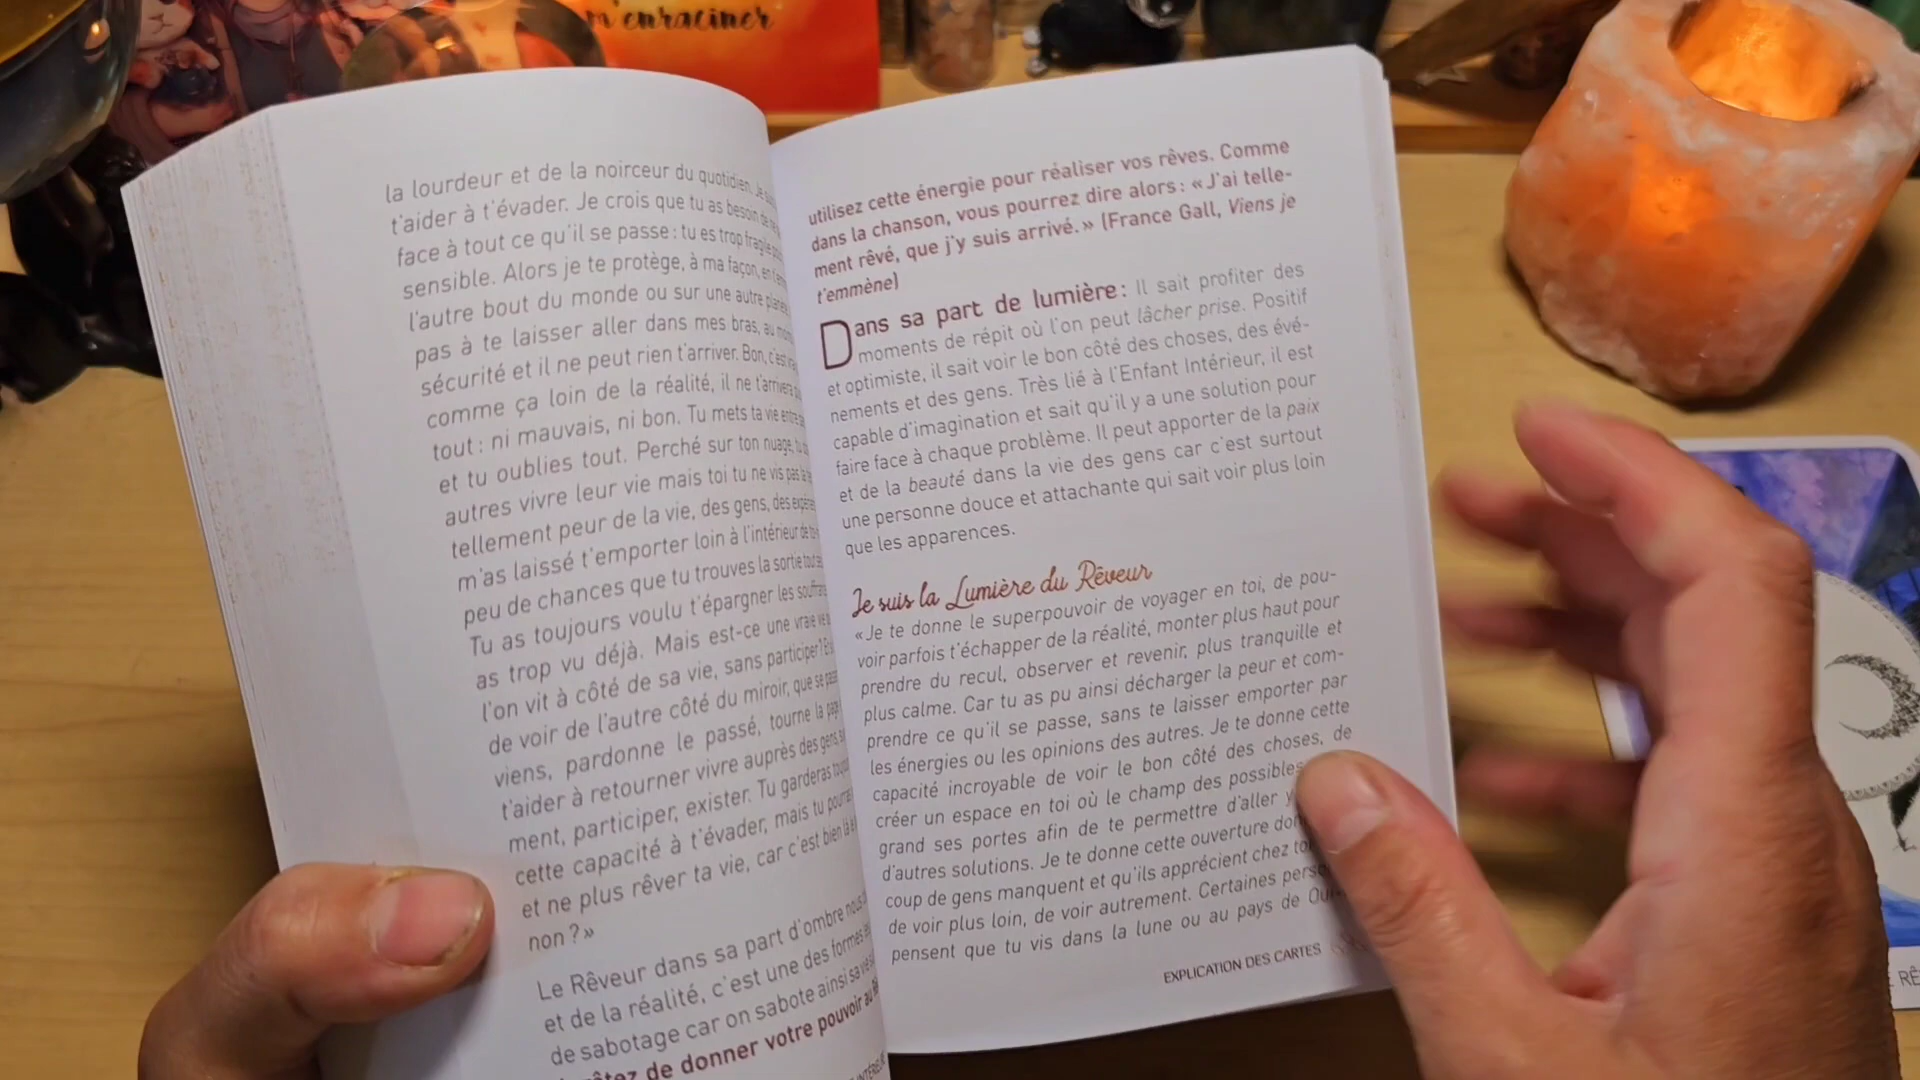 m'enraciner
la lourdeur et de la noirceur du quotidien. Je
t'aider à t'évader. Je crois que tu as besoin de
face à tout ce qu'il se passe : tu es trop fragile
sensible. Alors je te protège, à ma façon, en
l'autre bout du monde ou sur une autre
pas à te laisser aller dans mes bras, au
sécurité et il ne peut rien t'arriver. Bon, c'est
comme ça loin de la réalité, il ne t'arrivera
tout : ni mauvais, ni bon. Tu mets ta vie entre
et tu oublies tout. Perché sur ton nuage, tu
autres vivre leur vie mais toi tu ne vis pas la
tellement peur de la vie, des gens, des
m'as laissé t'emporter loin à l'intérieur de
peu de chances que tu trouves la sortie
Tu as toujours voulu t'épargner les
as trop vu déjà. Mais est-ce une vraie
l'on vit à côté de sa vie, sans participer ?
de voir de l'autre côté du miroir, que se
viens, pardonne le passé, tourne la
t'aider à retourner vivre auprès des gens,
ment, participer, exister. Tu garderas
cette capacité à t'évader, mais tu
et ne plus rêver ta vie, car c'est bien là
non ? »
Le Rêveur dans sa part d'ombre nous
et de la réalité, c'est une des formes
de sabotage car on sabote ainsi sa
de donner votre pouvoir au
utilisez cette énergie pour réaliser vos rêves. Comme
dans la chanson, vous pourrez dire alors : « J'ai telle-
ment rêvé, que j'y suis arrivé. » (France Gall, Viens je
t'emmène)
Dans sa part de lumière : Il sait profiter des
moments de répit où l'on peut lâcher prise. Positif
et optimiste, il sait voir le bon côté des choses, des évé-
nements et des gens. Très lié à l'Enfant Intérieur, il est
capable d'imagination et sait qu'il y a une solution pour
faire face à chaque problème. Il peut apporter de la paix
et de la beauté dans la vie des gens car c'est surtout
une personne douce et attachante qui sait voir plus loin
que les apparences.
Je suis la Lumière du Rêveur
« Je te donne le superpouvoir de voyager en toi, de pou-
voir parfois t'échapper de la réalité, monter plus haut pour
prendre du recul, observer et revenir, plus tranquille et
plus calme. Car tu as pu ainsi décharger la peur et com-
prendre ce qu'il se passe, sans te laisser emporter par
les énergies ou les opinions des autres. Je te donne cette
capacité incroyable de voir le bon côté des choses, de
créer un espace en toi où le champ des possibles
grand ses portes afin de te permettre d'aller
d'autres solutions. Je te donne cette ouverture
coup de gens manquent et qu'ils apprécient chez
de voir plus loin, de voir autrement. Certaines
pensent que tu vis dans la lune ou au pays de
EXPLICATION DES CARTES